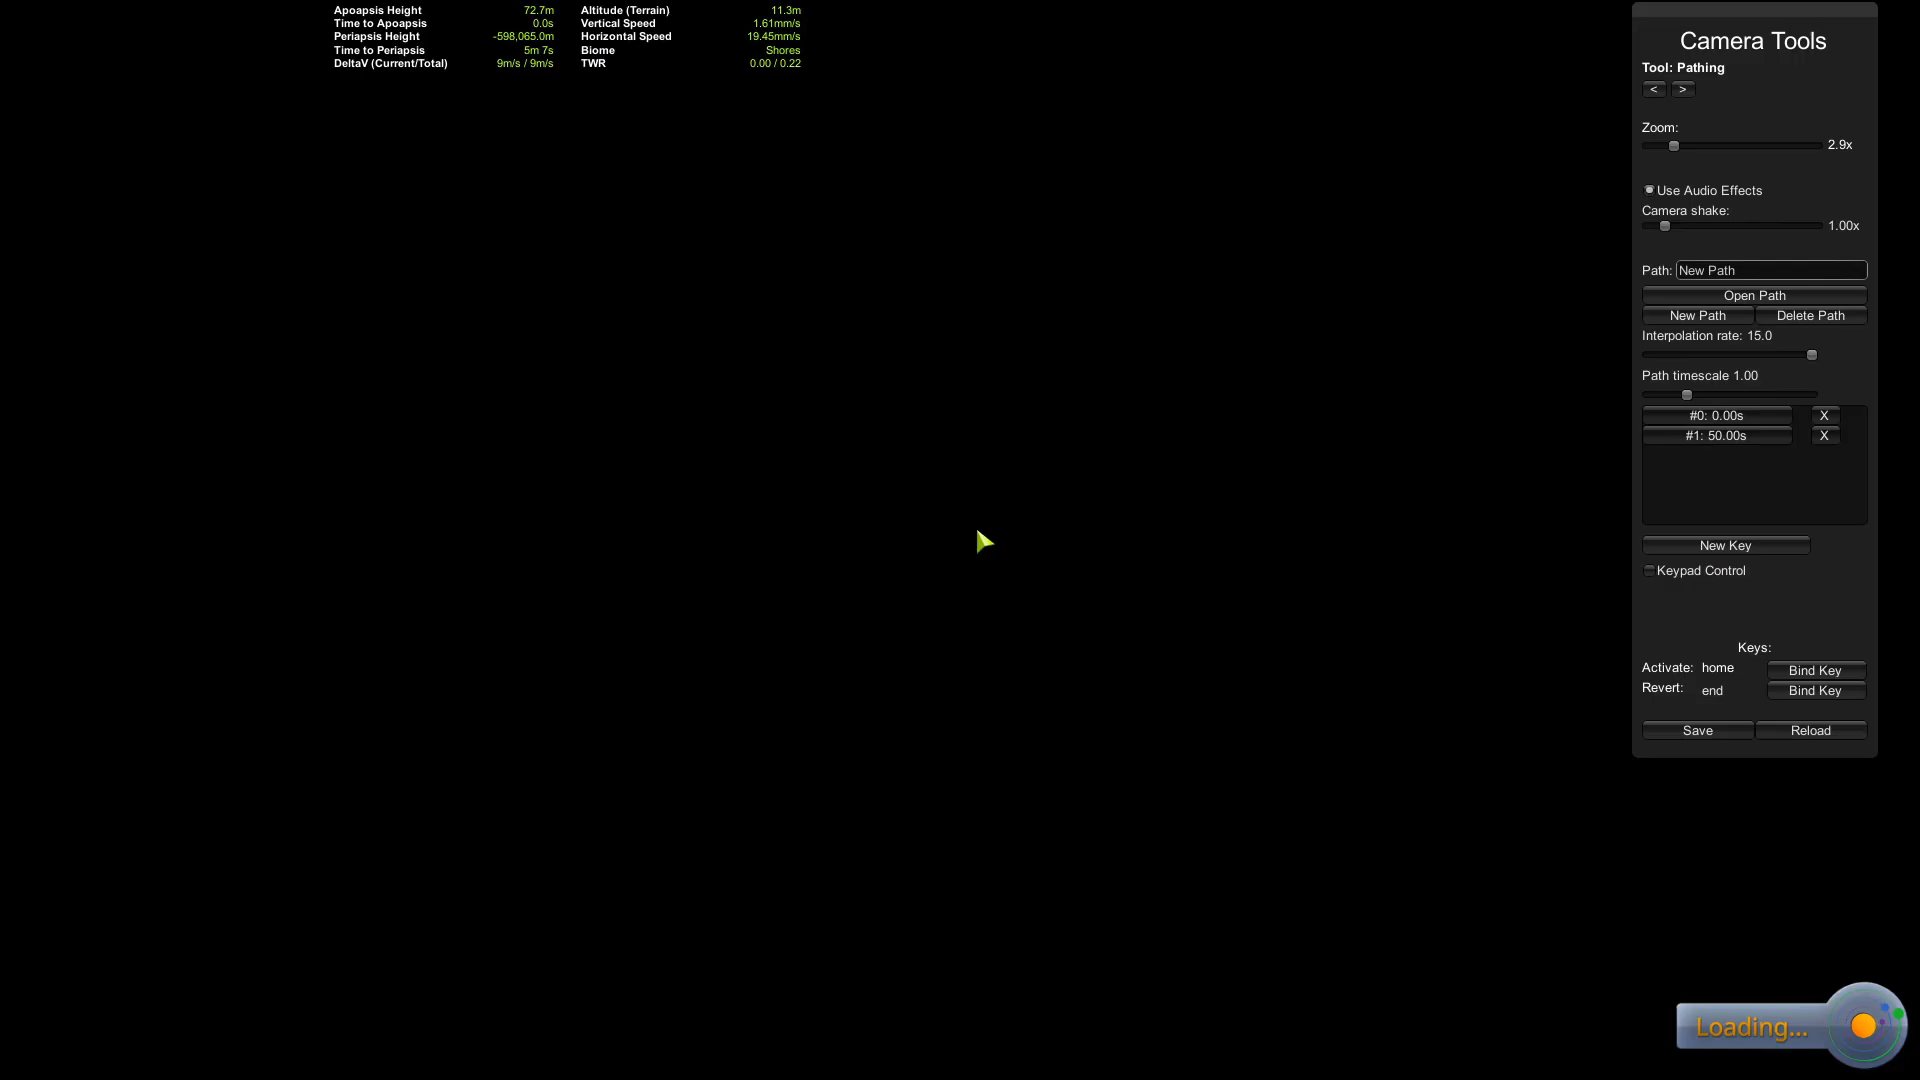 Apoapsis Height 72.7m Altitude (Terrain) 11.3m
Time to Apoapsis 0.0s Vertical Speed 1.61mm/s
Periapsis Height -598,065.0m Horizontal Speed 19.45mm/s
Time to Periapsis 5m 7s Biome Shores
DeltaV (Current/Total) 9m/s / 9m/s TWR 0.00 / 0.22
Camera Tools
Tool: Pathing
< >
Zoom:
2.9x
Use Audio Effects
Camera shake:
1.00x
Path: New Path
Open Path
New Path Delete Path
Interpolation rate: 15.0
Path timescale 1.00
#0: 0.00s X
#1: 50.00s X
New Key
Keypad Control
Keys:
Activate: home Bind Key
Revert: end Bind Key
Save Reload
Loading...